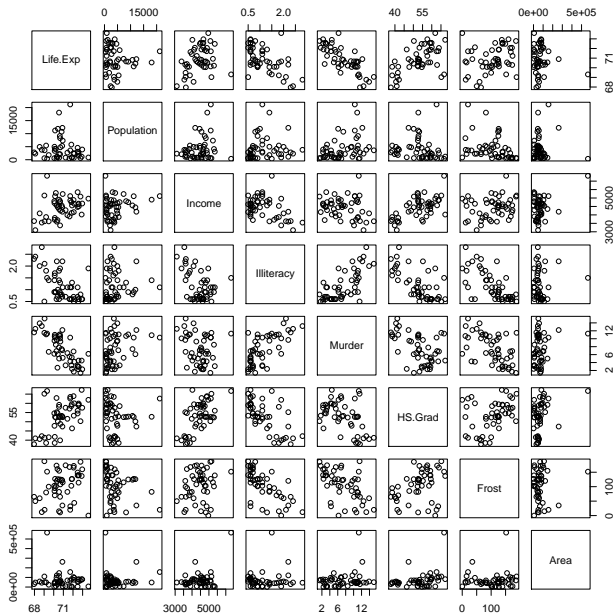 0 15000 0.5 2.0 40 55 0e+00 5e+05
Life.Exp 68 71
0 15000 Population
Income 3000 5000
0.5 2.0 Illiteracy
Murder 2 6 12
40 55 HS.Grad
Frost 0 100
0e+00 5e+05 Area
68 71 3000 5000 2 6 12 0 100